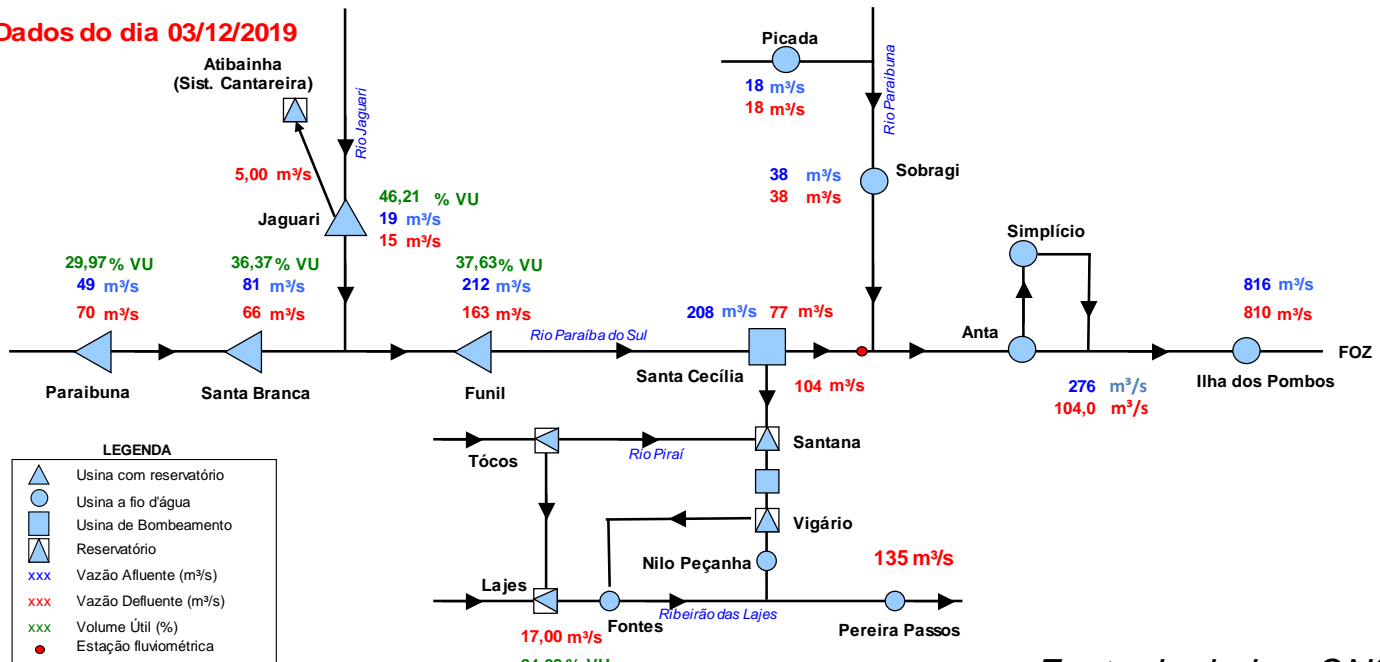 Dados do dia 03/12/2019
Atibainha
(Sist. Cantareira)
Rio Jaguari
5,00 m³/s
Jaguari
46,21 % VU
19 m³/s
15 m³/s
Picada
18 m³/s
18 m³/s
Rio Paraibuna
38 m³/s
38 m³/s
Sobragi
29,97% VU
49 m³/s
70 m³/s
Paraibuna
36,37% VU
81 m³/s
66 m³/s
Santa Branca
37,63% VU
212 m³/s
163 m³/s
Funil
Rio Paraíba do Sul
208 m³/s 77 m³/s
Santa Cecília
104 m³/s
Simplício
Anta
276 m³/s
104,0 m³/s
816 m³/s
810 m³/s
Ilha dos Pombos
FOZ
Tócos
Rio Piraí
Santana
Vigário
Nilo Peçanha
135 m³/s
Lajes
Fontes
Ribeirão das Lajes
Pereira Passos
17,00 m³/s
LEGENDA
Usina com reservatório
Usina a fio d'água
Usina de Bombeamento
Reservatório
xxx Vazão Afluente (m³/s)
xxx Vazão Defluente (m³/s)
xxx Volume Útil (%)
Estação fluviométrica